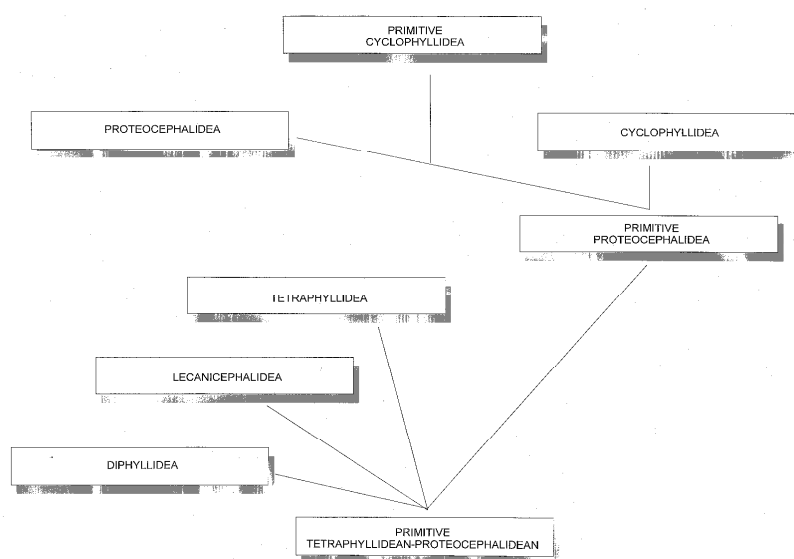 PRIMITIVE
CYCLOPHYLLIDEA
PROTEOCEPHALIDEA
CYCLOPHYLLIDEA
PRIMITIVE
PROTEOCEPHALIDEA
TETRAPHYLLIDEA
LECANICEPHALIDEA
DIPHYLLIDEA
PRIMITIVE
TETRAPHYLLIDEAN-PROTEOCEPHALIDEAN